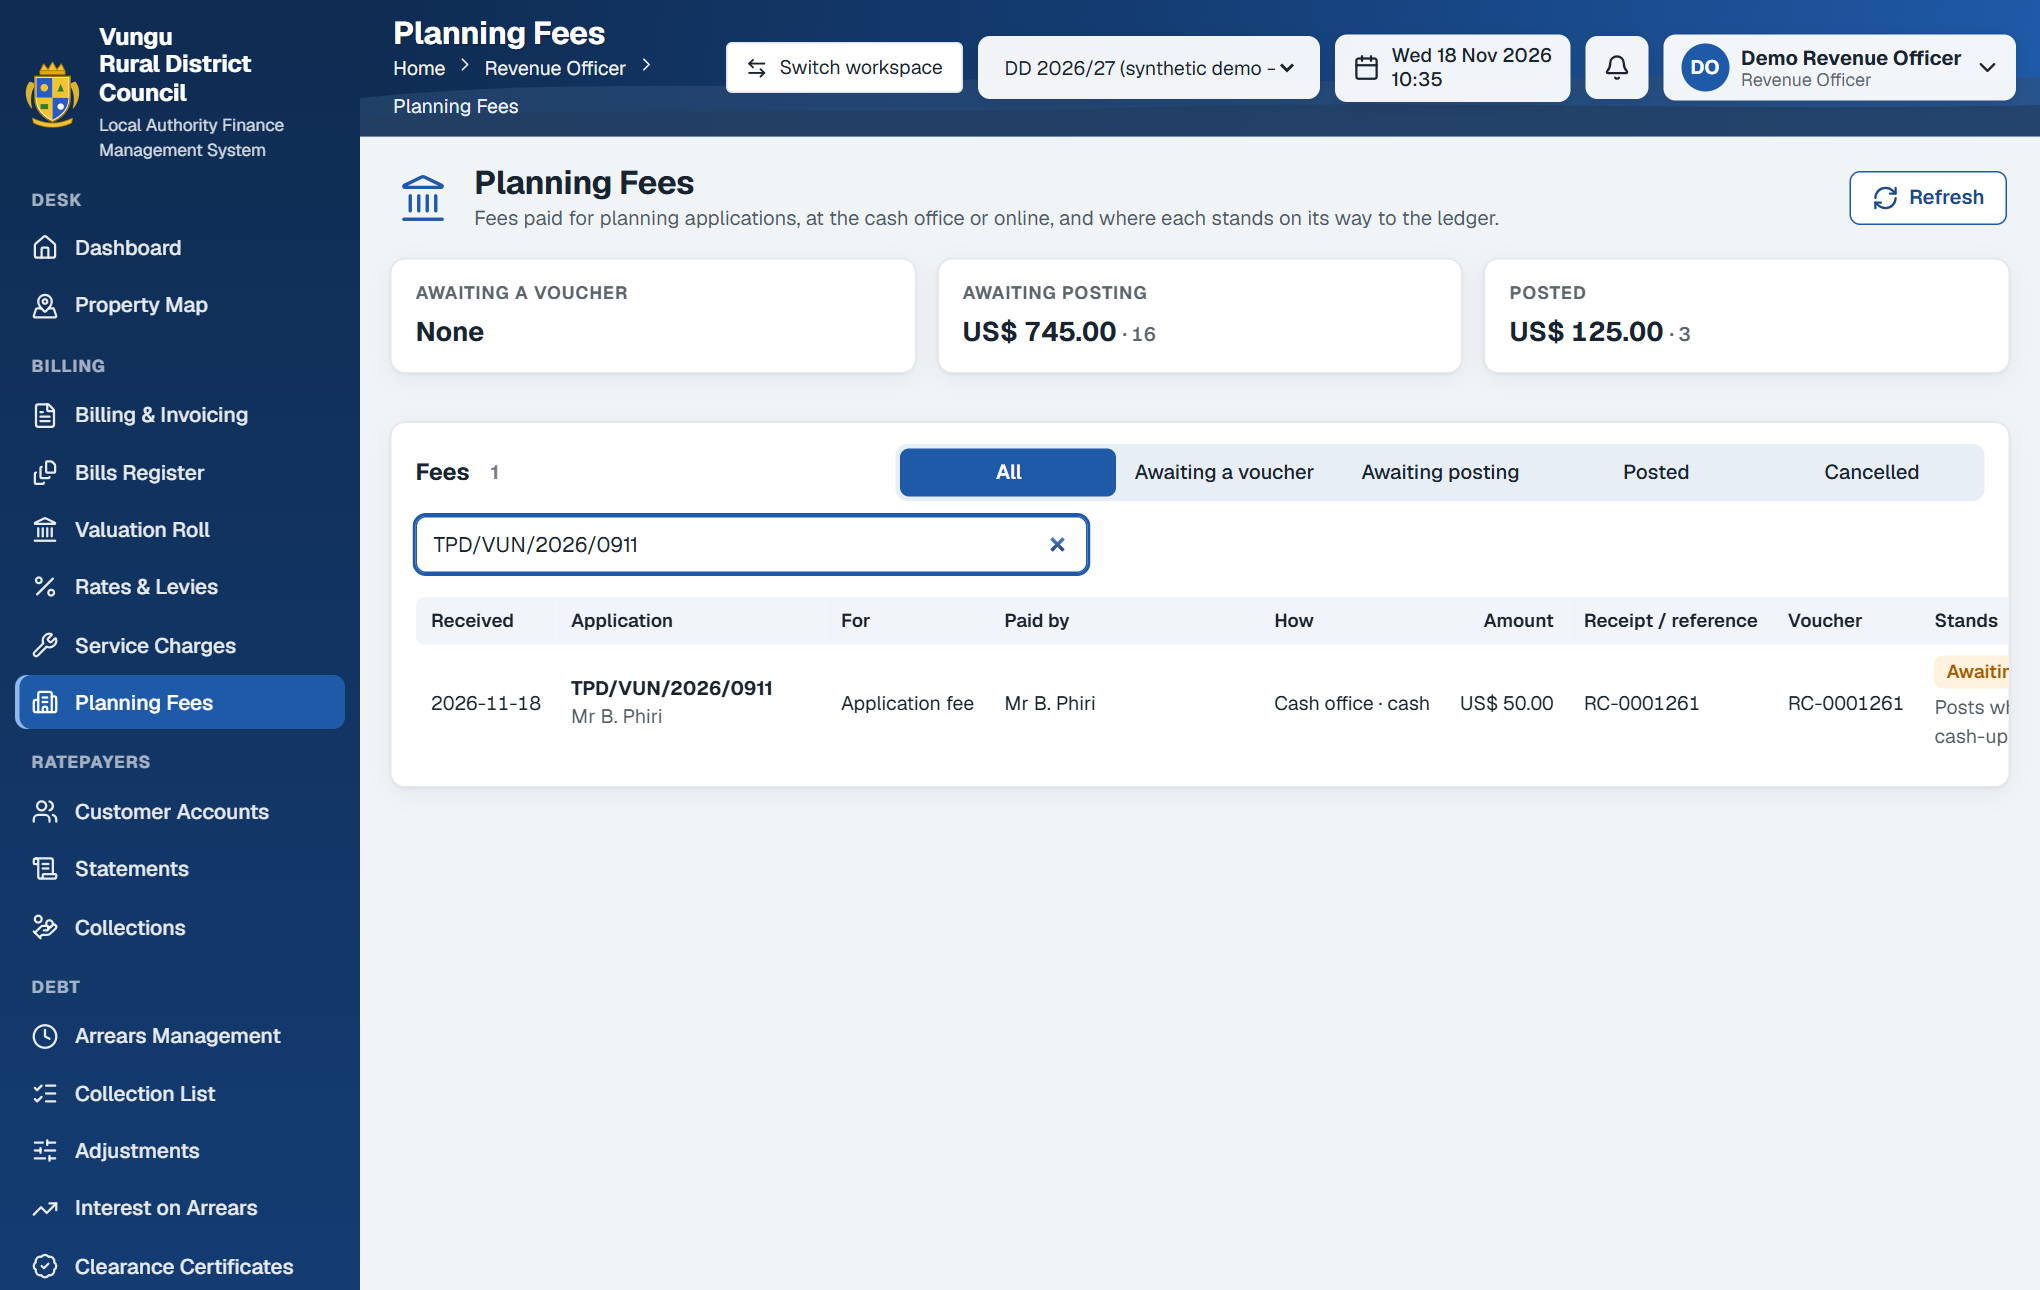 Vungu
Rural District
Council
Local Authority Finance
Management System
DESK
Dashboard
Property Map
BILLING
Billing & Invoicing
Bills Register
Valuation Roll
Rates & Levies
Service Charges
Planning Fees
RATEPAYERS
Customer Accounts
Statements
Collections
DEBT
Arrears Management
Collection List
Adjustments
Interest on Arrears
Clearance Certificates
Planning Fees
Home > Revenue Officer >
Planning Fees
Switch workspace
DD 2026/27 (synthetic demo –
Wed 18 Nov 2026
10:35
DO
Demo Revenue Officer
Revenue Officer
Planning Fees
Fees paid for planning applications, at the cash office or online, and where each stands on its way to the ledger.
Refresh
AWAITING A VOUCHER
None
AWAITING POSTING
US$ 745.00 · 16
POSTED
US$ 125.00 · 3
Fees 1
All Awaiting a voucher Awaiting posting Posted Cancelled
TPD/VUN/2026/0911
Received Application For Paid by How Amount Receipt / reference Voucher Stands
2026-11-18 TPD/VUN/2026/0911 Application fee Mr B. Phiri Cash office · cash US$ 50.00 RC-0001261 RC-0001261
Mr B. Phiri
Posts
cash-up